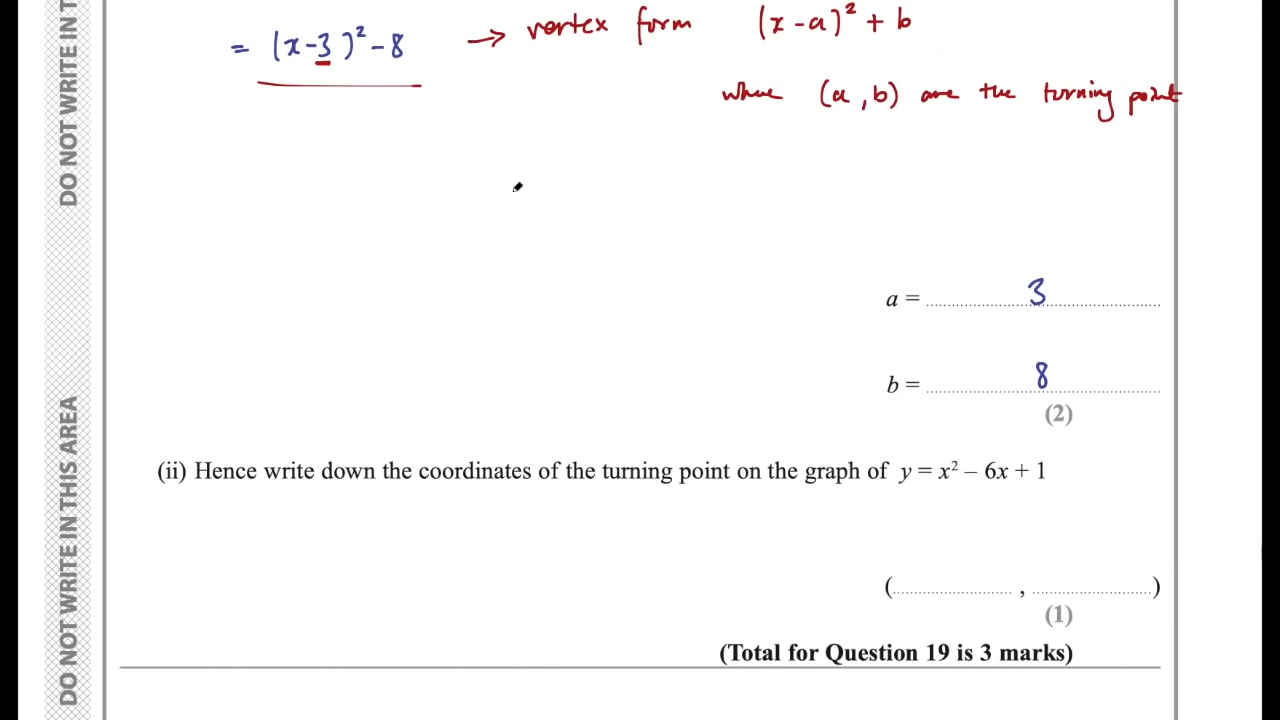 DO NOT WRITE IN T
= (x-3)² - 8 → vertex form (x-a)² + b
where (a, b) are the turning point
a = 3
b = 8
(2)
DO NOT WRITE IN THIS AREA
(ii) Hence write down the coordinates of the turning point on the graph of y = x² – 6x + 1
(.............................. , ..............................)
(1)
(Total for Question 19 is 3 marks)